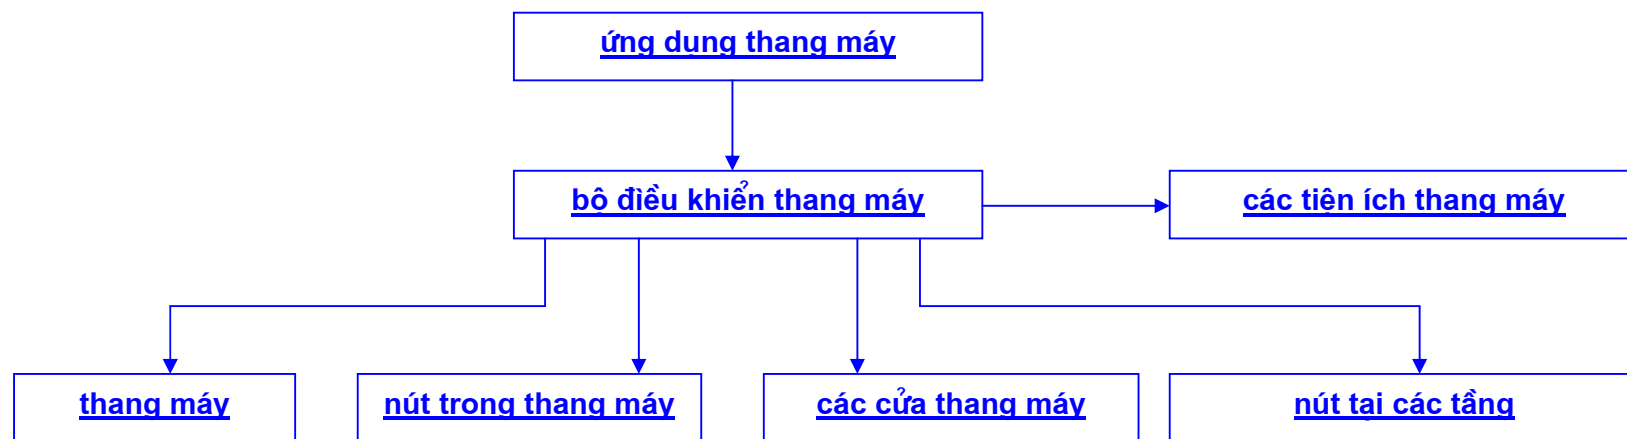 ứng dụng thang máy
bộ điều khiển thang máy
các tiện ích thang máy
thang máy
nút trong thang máy
các cửa thang máy
nút tại các tầng